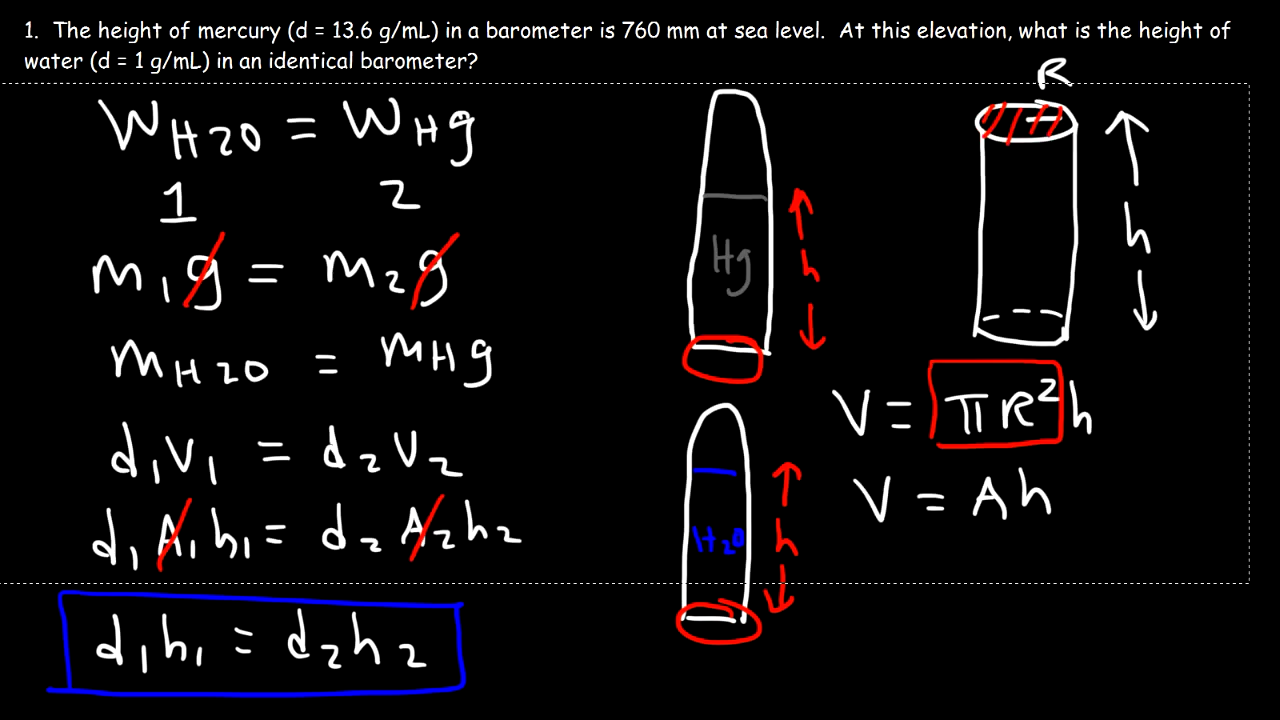 1. The height of mercury (d = 13.6 g/mL) in a barometer is 760 mm at sea level. At this elevation, what is the height of
water (d = 1 g/mL) in an identical barometer?
W H20 = W Hg
1 2
m1g = m2g
m H20 = m Hg
d1V1 = d2V2
d1A1h1 = d2A2h2
d1h1 = d2h2
Hg
h
H2O
h
R
h
V = πR²h
V = Ah